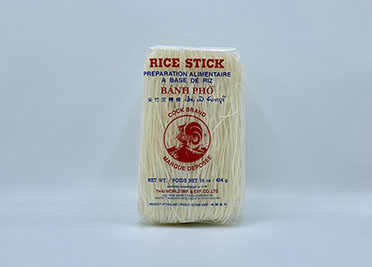 RICE STICK
PREPARATION ALIMENTAIRE
A BASE DE RIZ
BÁNH PHỞ
COCK BRAND
MARQUE DEPOSEE
NET WT. / POIDS NET 16 oz / 454 g
THAI WORLD IMP. & EXP. CO., LTD.